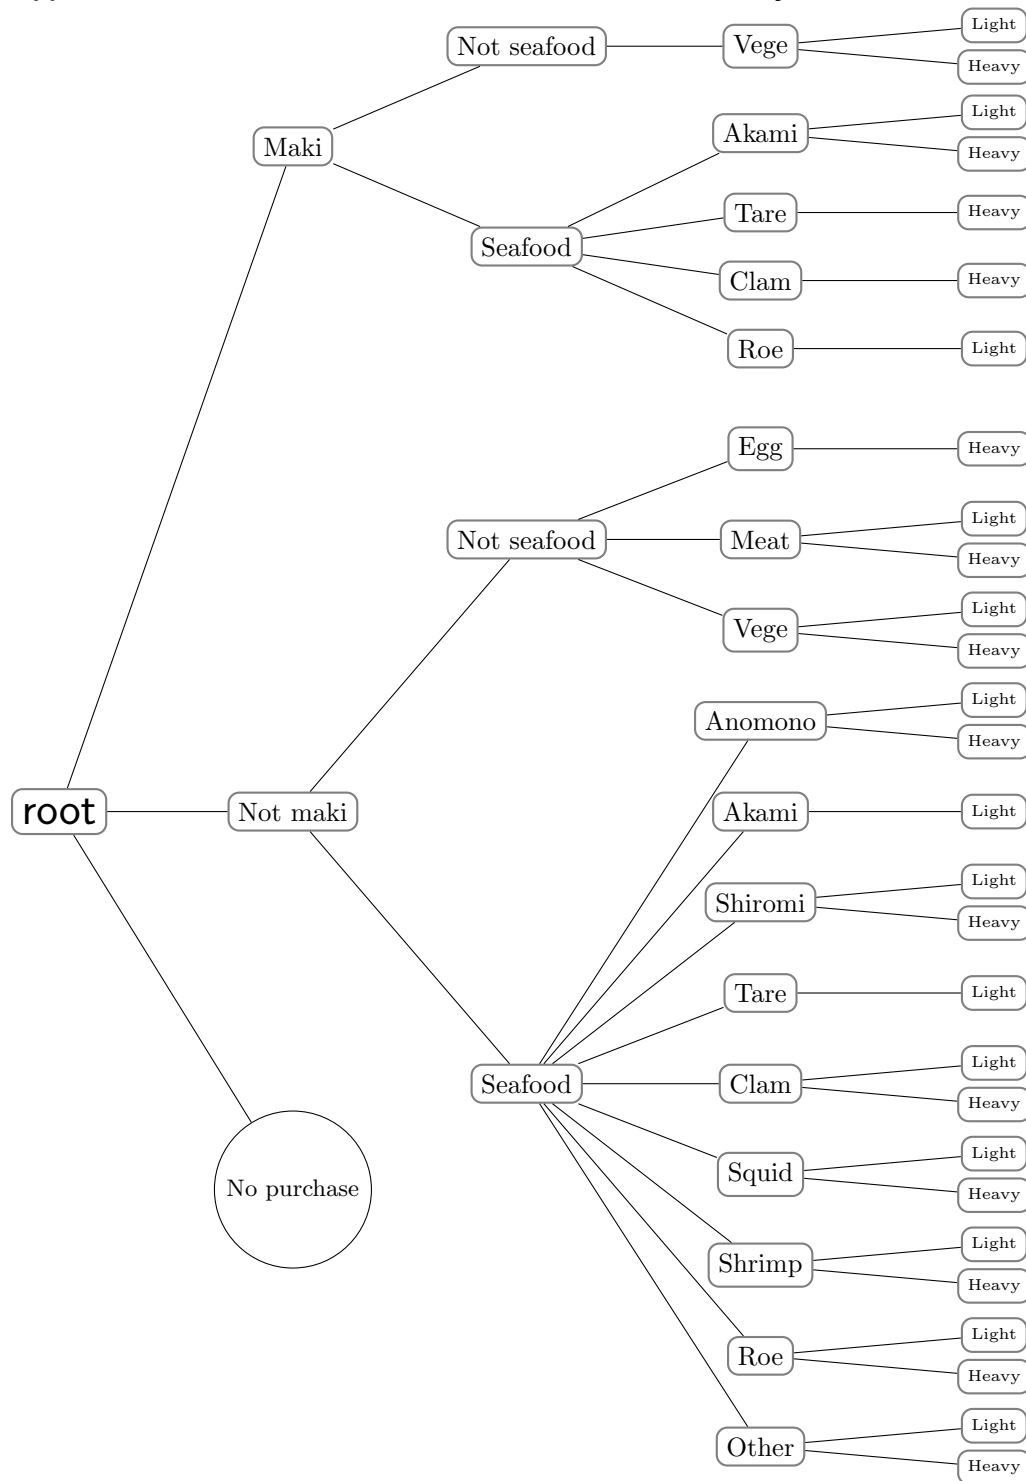 Light
Not seafood
Vege
Heavy
Light
Akami
Maki
Heavy
Tare
Heavy
Seafood
Clam
Heavy
Roe
Light
Egg
Heavy
Light
Not seafood
Meat
Heavy
Light
Vege
Heavy
Light
Anomono
Heavy
root
Not maki
Akami
Light
Light
Shiromi
Heavy
Tare
Light
Light
Seafood
Clam
Heavy
Light
Squid
No purchase
Heavy
Light
Shrimp
Heavy
Light
Roe
Heavy
Light
Other
Heavy